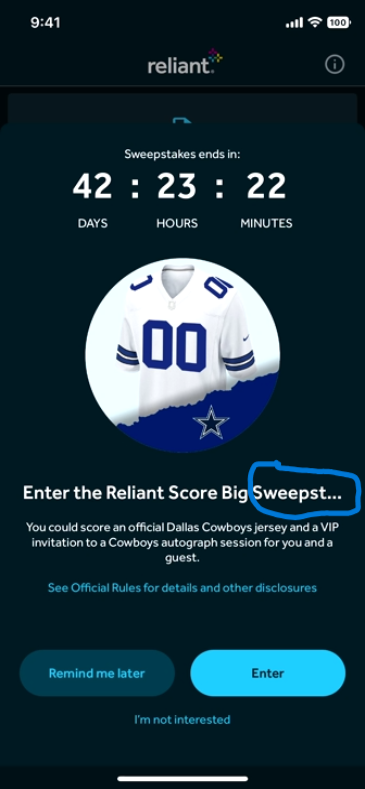 9:41
100
reliant.
Sweepstakes ends in:
42 : 23 : 22
DAYS HOURS MINUTES
00
00
Enter the Reliant Score Big Sweepst...
You could score an official Dallas Cowboys jersey and a VIP
invitation to a Cowboys autograph session for you and a
guest.
See Official Rules for details and other disclosures
Remind me later
Enter
I'm not interested